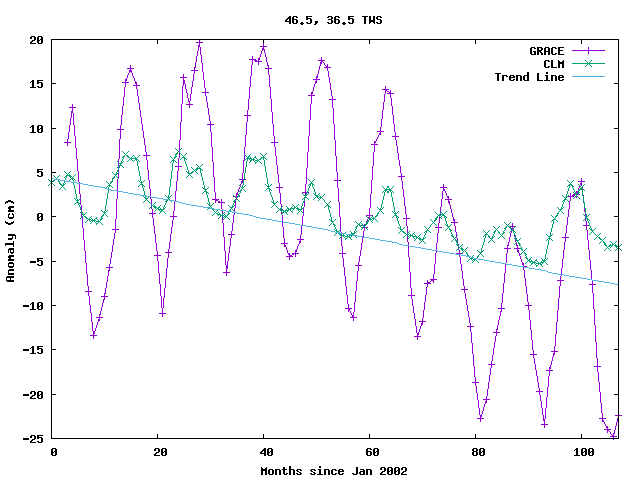 46.5, 36.5 TWS
GRACE
CLM
Trend Line
20
15
10
5
0
-5
-10
-15
-20
-25
Anomaly (cm)
0 20 40 60 80 100
Months since Jan 2002